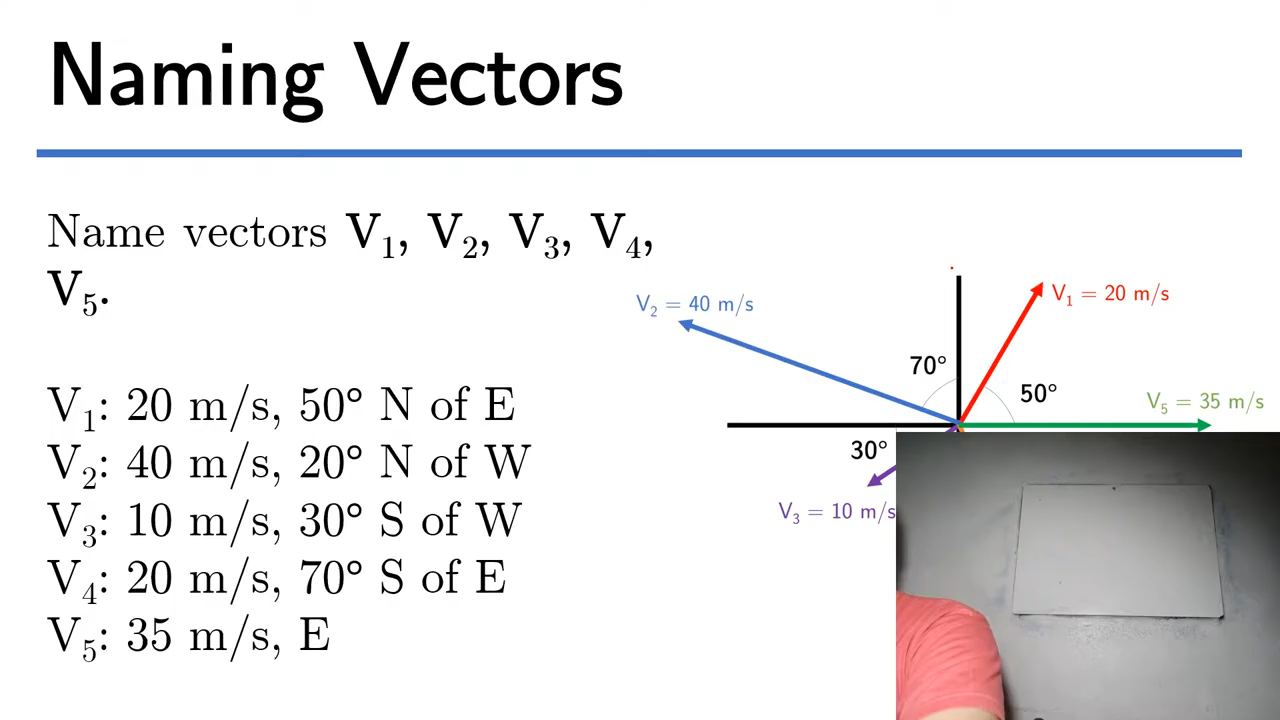 Naming Vectors
Name vectors V₁, V₂, V₃, V₄,
V₅.
V₁: 20 m/s, 50° N of E
V₂: 40 m/s, 20° N of W
V₃: 10 m/s, 30° S of W
V₄: 20 m/s, 70° S of E
V₅: 35 m/s, E
V₂ = 40 m/s
V₁ = 20 m/s
70°
50°
V₅ = 35 m/s
30°
V₃ = 10 m/s